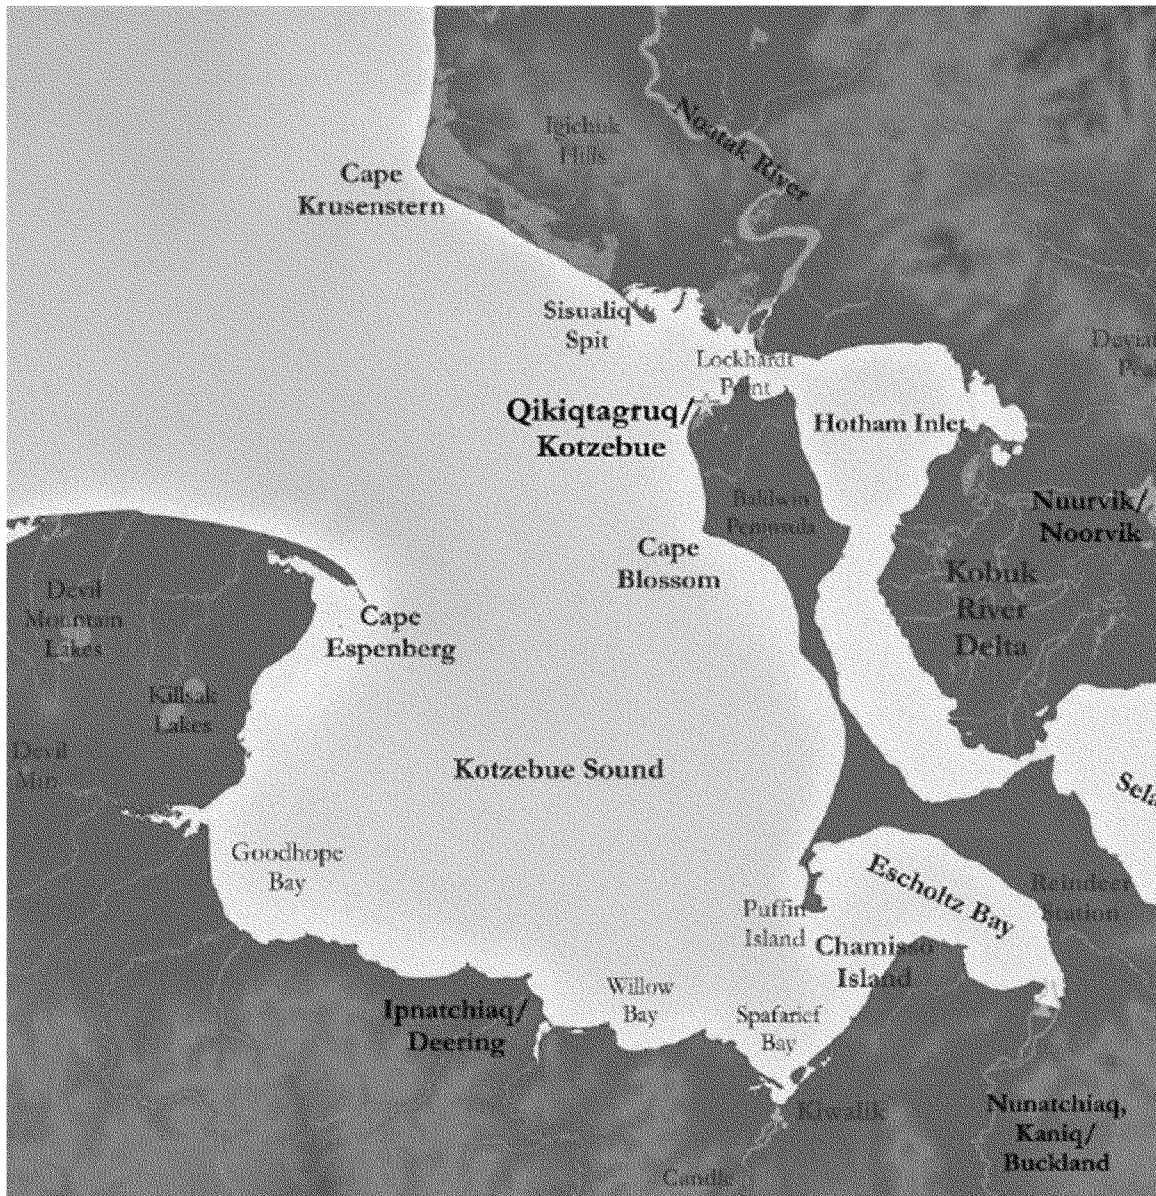 Noatak River
Igichuk
Hills
Cape
Krusenstern
Sisualiq
Spit
Lockhardt
Point
Qikiqtagruq/
Kotzebue
Hotham Inlet
Baldwin
Peninsula
Nuurvik/
Noorvik
Cape
Blossom
Kobuk
River
Delta
Devil
Mountain
Lakes
Cape
Espenberg
Killsak
Lakes
Devil
Mtn.
Kotzebue Sound
Sela
Goodhope
Bay
Escholtz Bay
Reindeer
Station
Puffin
Island
Chamisso
Island
Willow
Bay
Ipnatchiaq/
Deering
Spafarief
Bay
Kiwalik
Nunatchiaq,
Kaniq/
Buckland
Candle